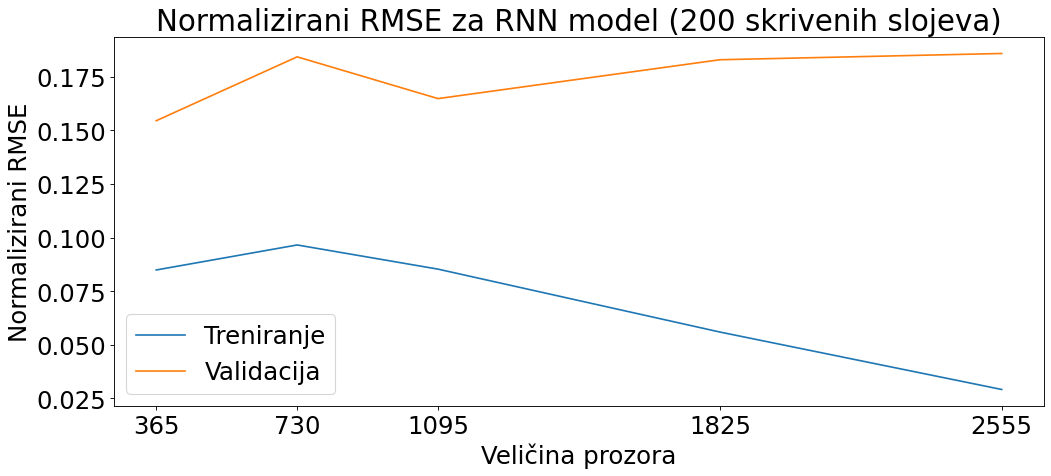 Normalizirani RMSE za RNN model (200 skrivenih slojeva)
Normalizirani RMSE
0.175
0.150
0.125
0.100
0.075
0.050
0.025
Treniranje
Validacija
365 730 1095 1825 2555
Veličina prozora